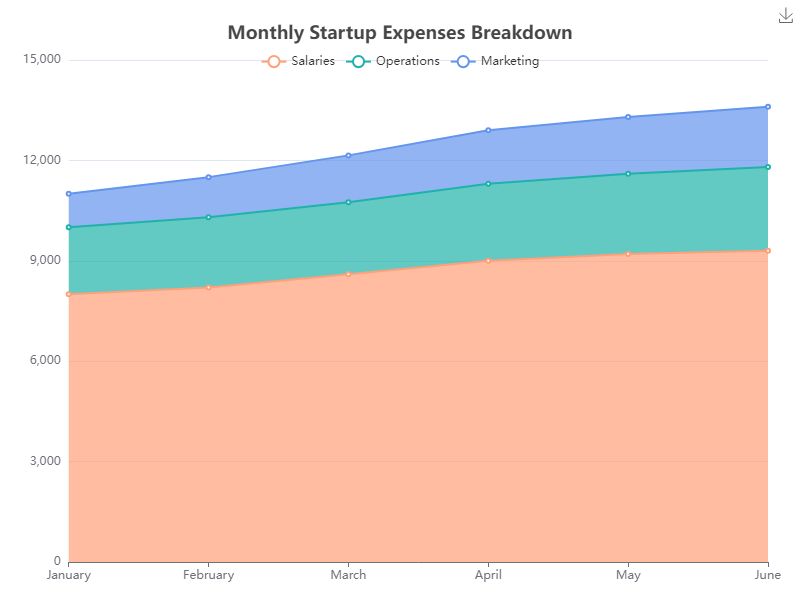 Monthly Startup Expenses Breakdown
Salaries Operations Marketing
15,000
12,000
9,000
6,000
3,000
0
January February March April May June